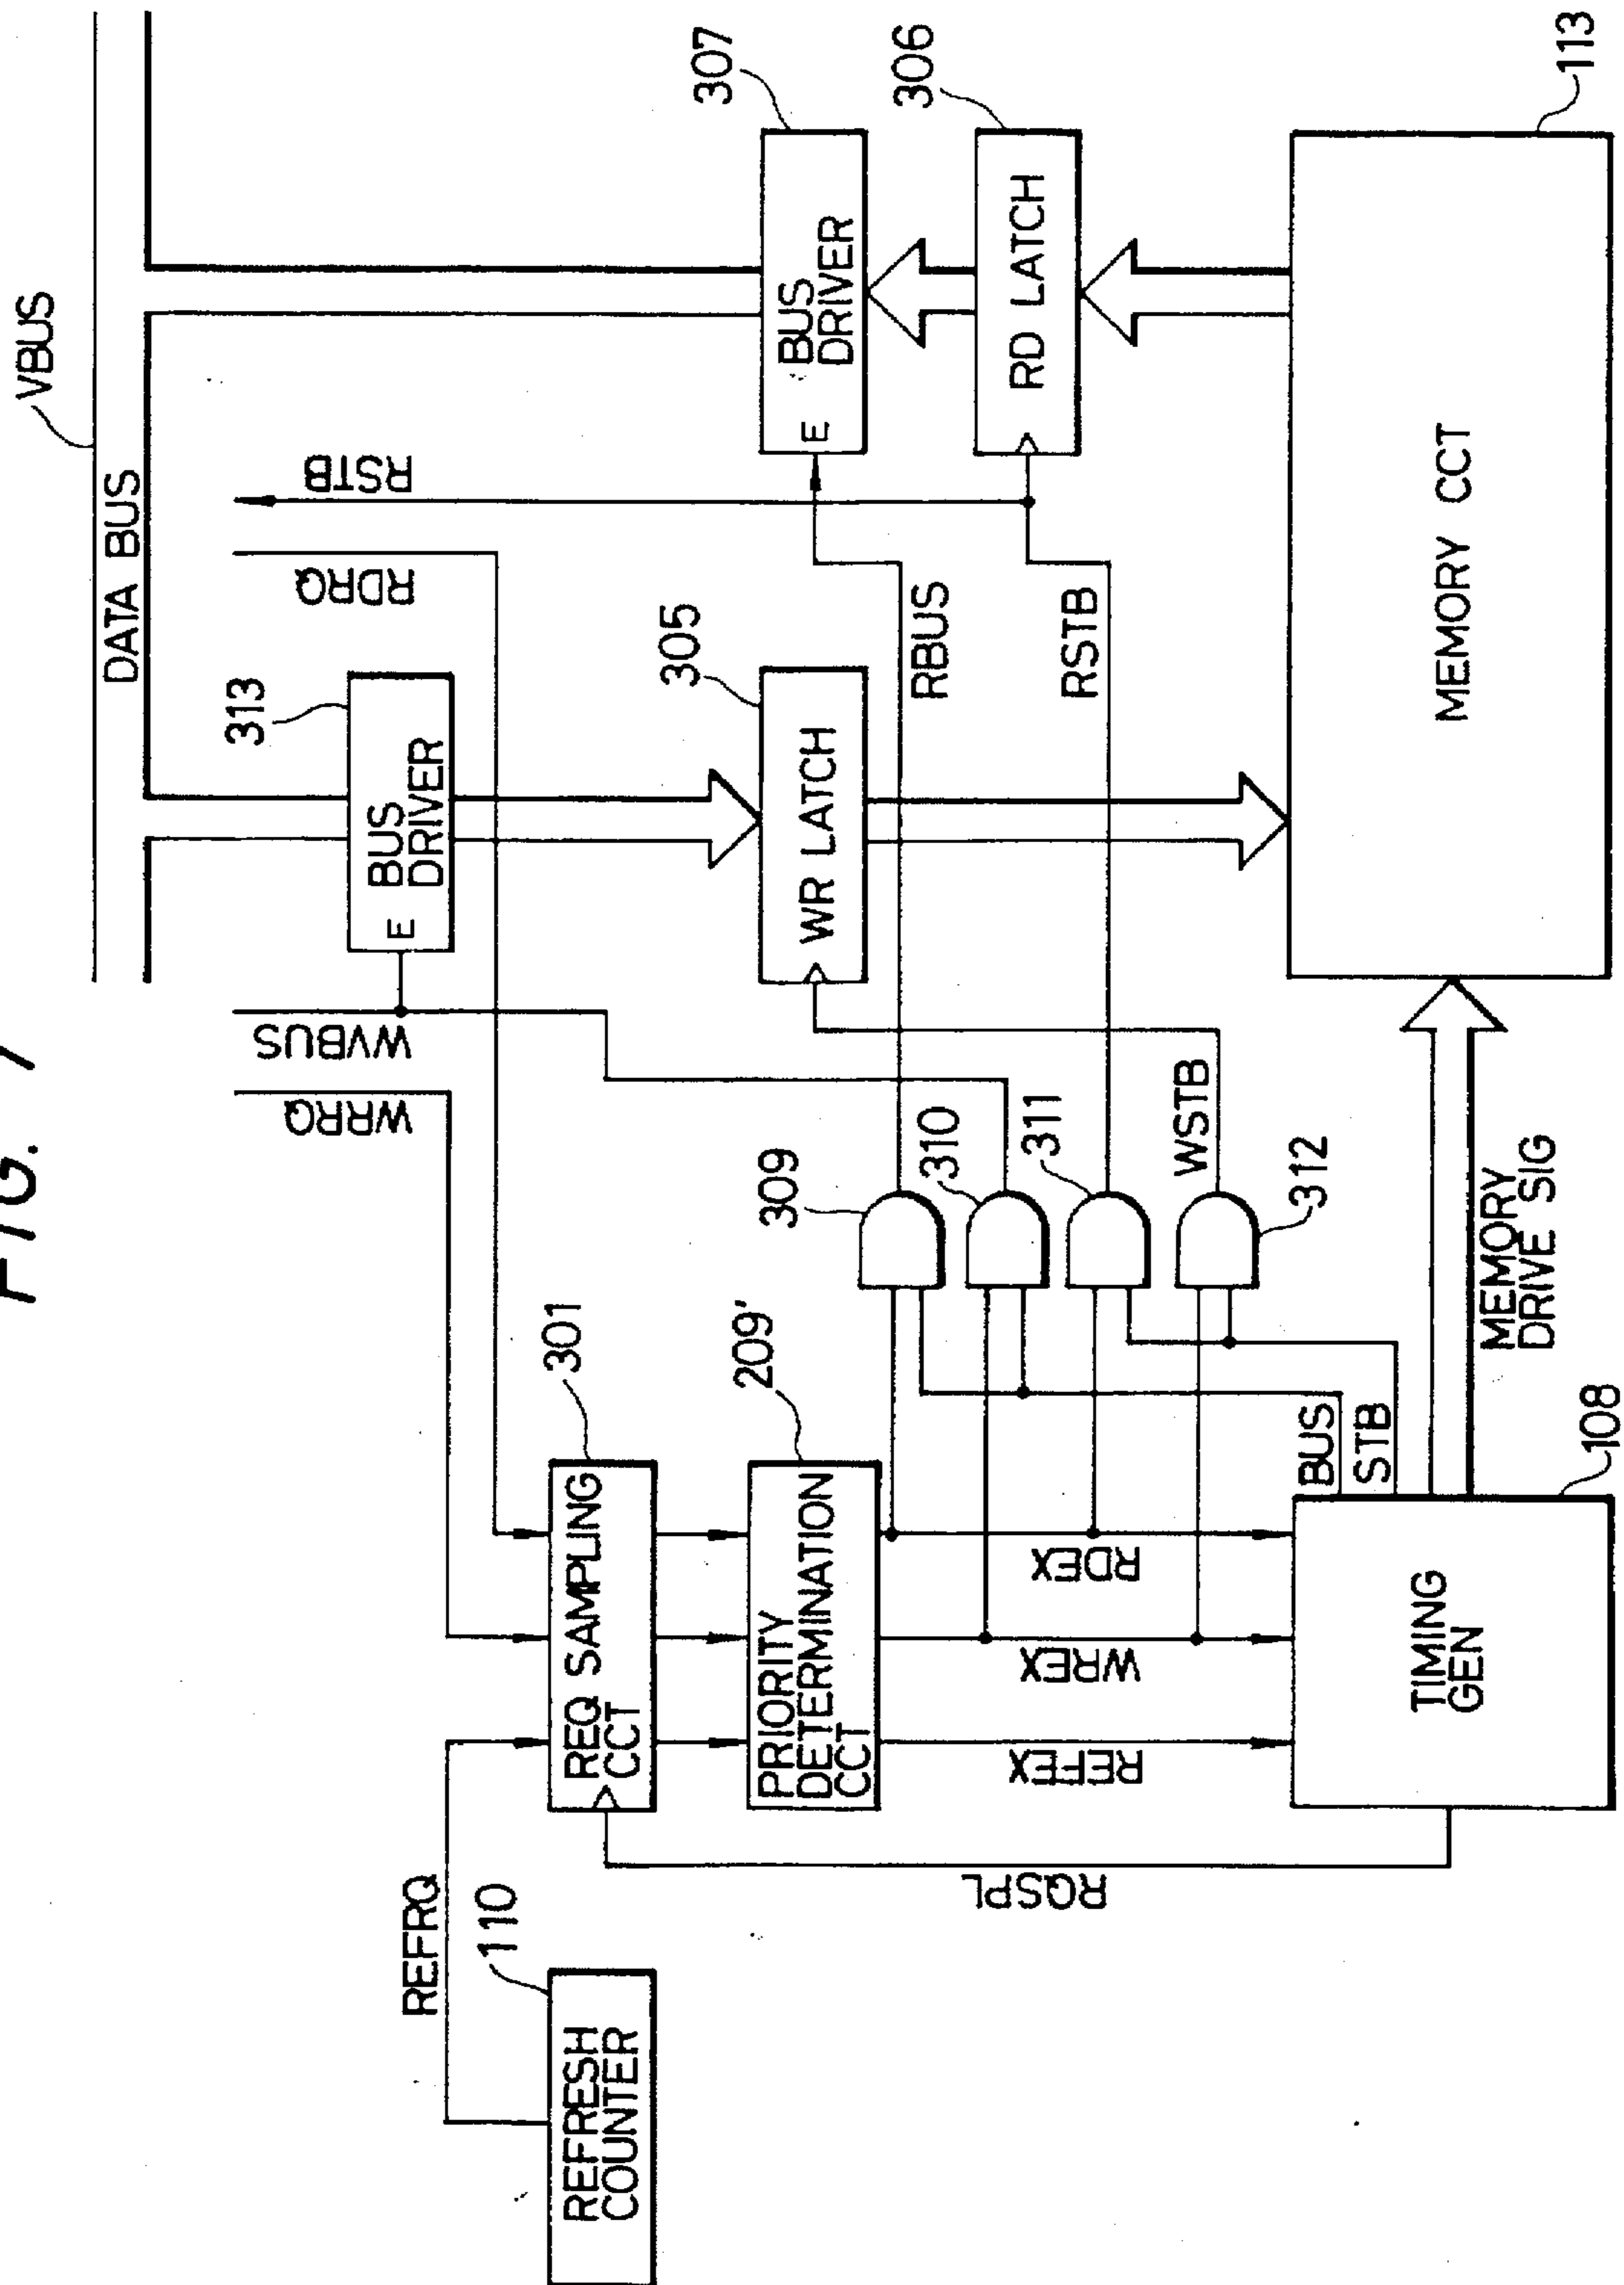 FIG. 7
VBUS
DATA BUS
WRRQ
WVBUS
RDRQ
RSTB
313
E
BUS
DRIVER
307
E
BUS
DRIVER
305
WR LATCH
306
RD LATCH
REFRQ
110
REFRESH
COUNTER
301
REQ SAMPLING
CCT
209'
PRIORITY
DETERMINATION
CCT
309
310
311
312
RBUS
RSTB
WSTB
RQSPL
REFEX
WREX
RDEX
BUS
STB
108
TIMING
GEN
MEMORY
DRIVE SIG
MEMORY CCT
113